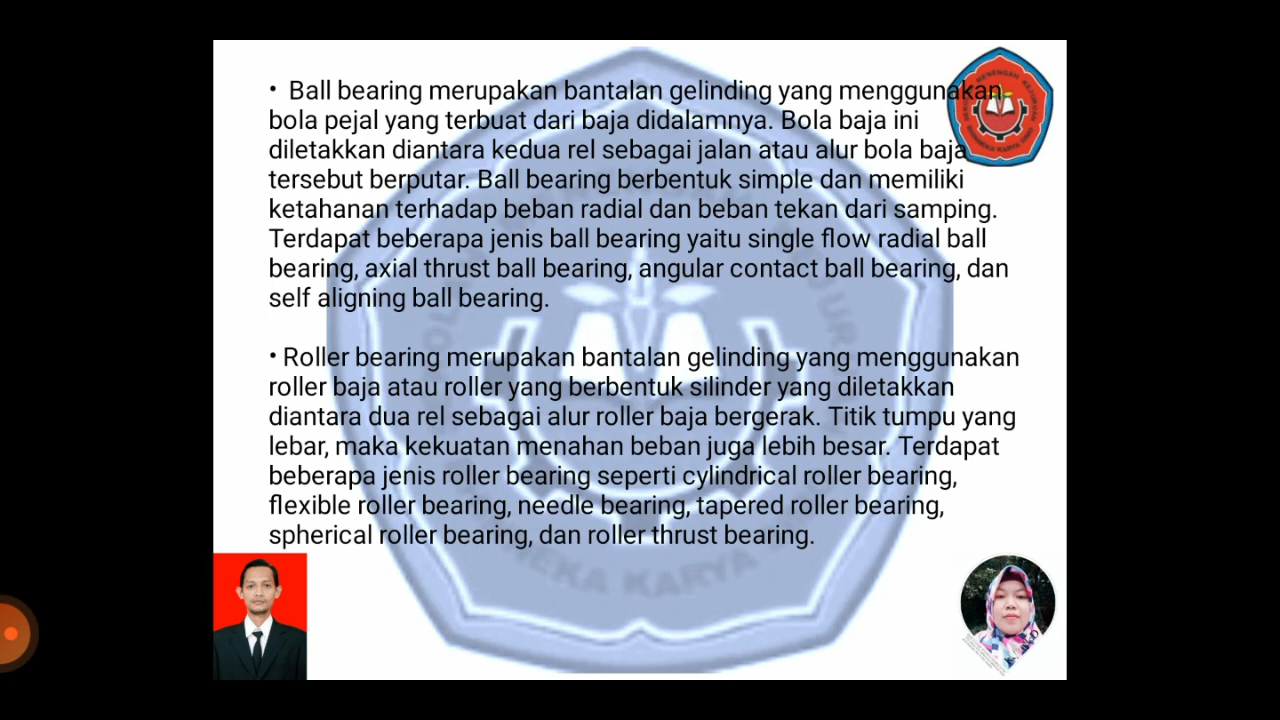 • Ball bearing merupakan bantalan gelinding yang menggunakan
bola pejal yang terbuat dari baja didalamnya. Bola baja ini
diletakkan diantara kedua rel sebagai jalan atau alur bola baja
tersebut berputar. Ball bearing berbentuk simple dan memiliki
ketahanan terhadap beban radial dan beban tekan dari samping.
Terdapat beberapa jenis ball bearing yaitu single flow radial ball
bearing, axial thrust ball bearing, angular contact ball bearing, dan
self aligning ball bearing.
• Roller bearing merupakan bantalan gelinding yang menggunakan
roller baja atau roller yang berbentuk silinder yang diletakkan
diantara dua rel sebagai alur roller baja bergerak. Titik tumpu yang
lebar, maka kekuatan menahan beban juga lebih besar. Terdapat
beberapa jenis roller bearing seperti cylindrical roller bearing,
flexible roller bearing, needle bearing, tapered roller bearing,
spherical roller bearing, dan roller thrust bearing.
KARYA